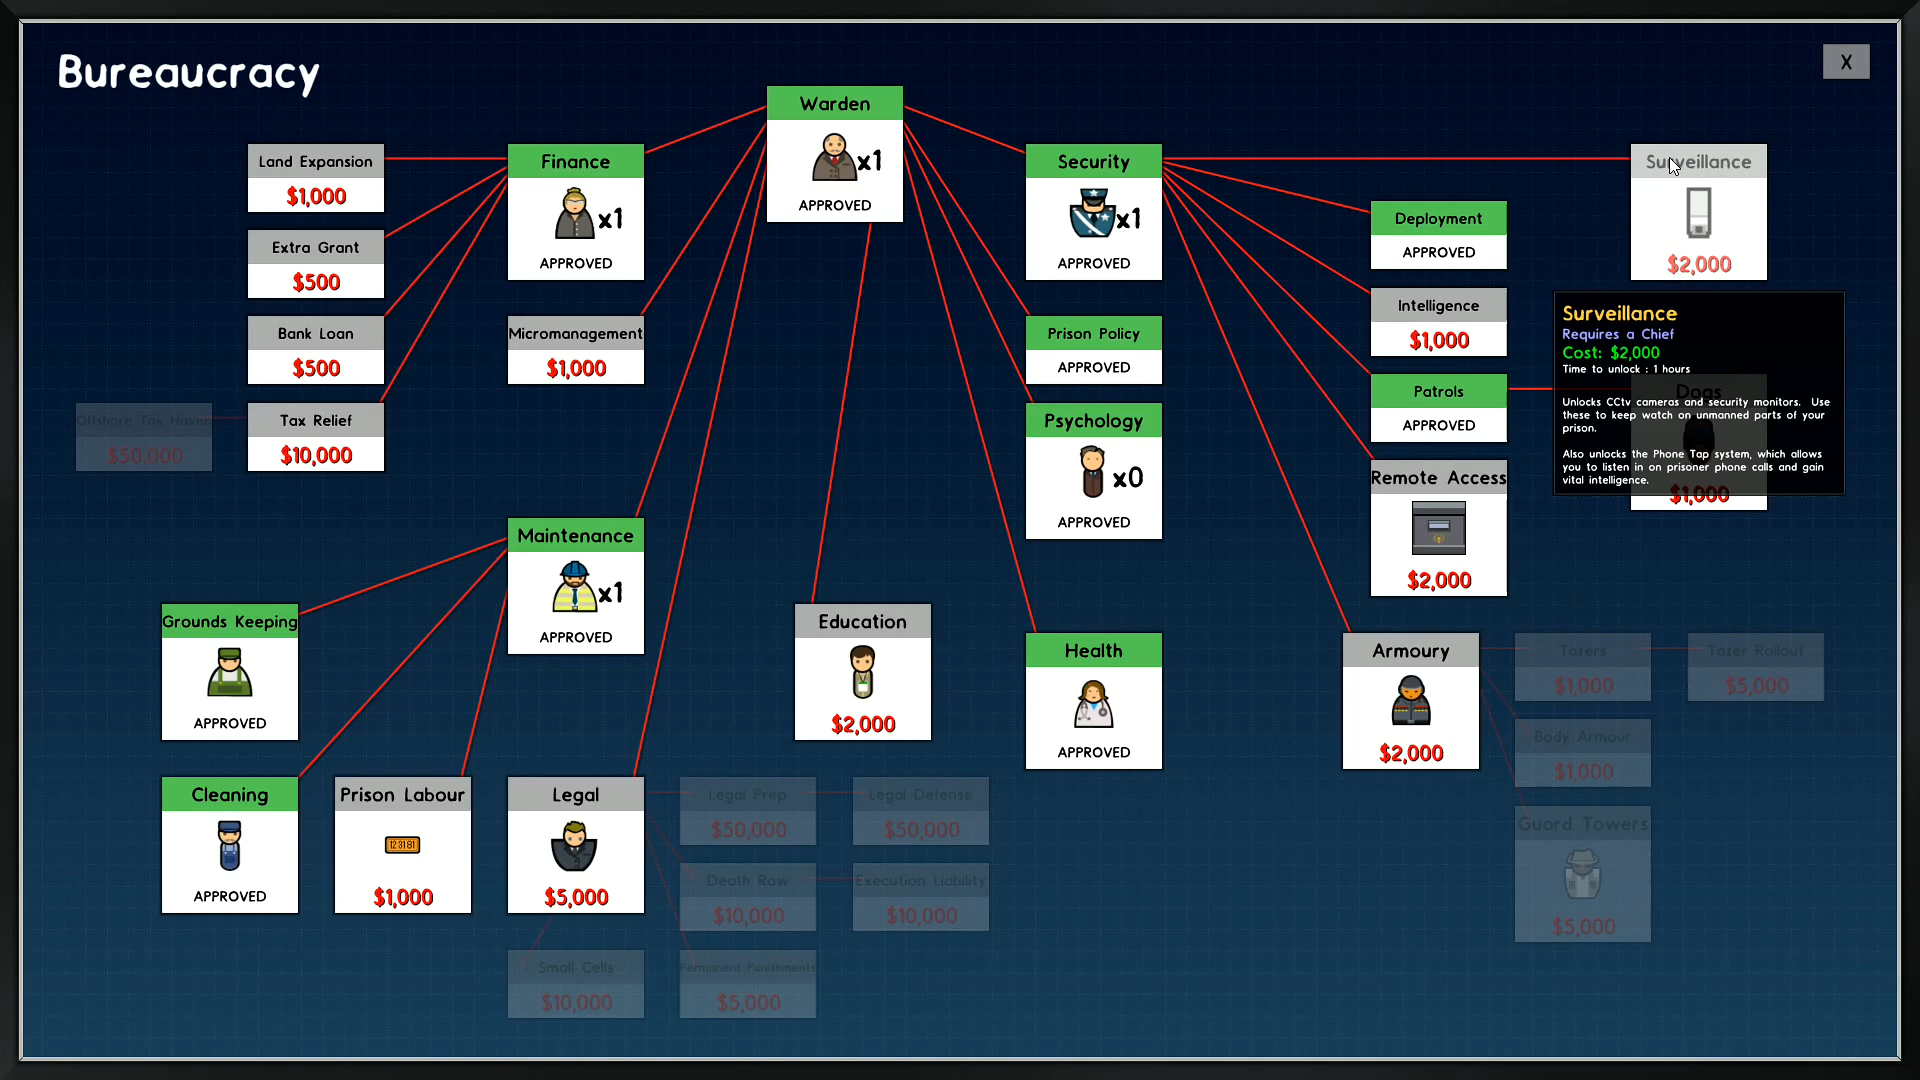 Bureaucracy
X
Warden
x1
APPROVED
Land Expansion
$1,000
Finance
x1
APPROVED
Security
x1
APPROVED
Surveillance
$2,000
Extra Grant
$500
Deployment
APPROVED
Bank Loan
$500
Micromanagement
$1,000
Prison Policy
APPROVED
Intelligence
$1,000
Surveillance
Requires a Chief
Cost: $2,000
Time to unlock : 1 hours
Unlocks CCtv cameras and security monitors. Use
these to keep watch on unmanned parts of your
prison.
Also unlocks the Phone Tap system, which allows
you to listen in on prisoner phone calls and gain
vital intelligence.
Dogs
$1,000
Offshore Tax Haven
$50,000
Tax Relief
$10,000
Psychology
x0
APPROVED
Patrols
APPROVED
Remote Access
$2,000
Maintenance
x1
APPROVED
Grounds Keeping
APPROVED
Education
$2,000
Health
APPROVED
Armoury
$2,000
Tazers
$1,000
Tazer Rollout
$5,000
Body Armour
$1,000
Guard Towers
$5,000
Cleaning
APPROVED
Prison Labour
123181
$1,000
Legal
$5,000
Legal Prep
$50,000
Legal Defense
$50,000
Death Row
$10,000
Execution Liability
$10,000
Small Cells
$10,000
Permanent Punishments
$5,000